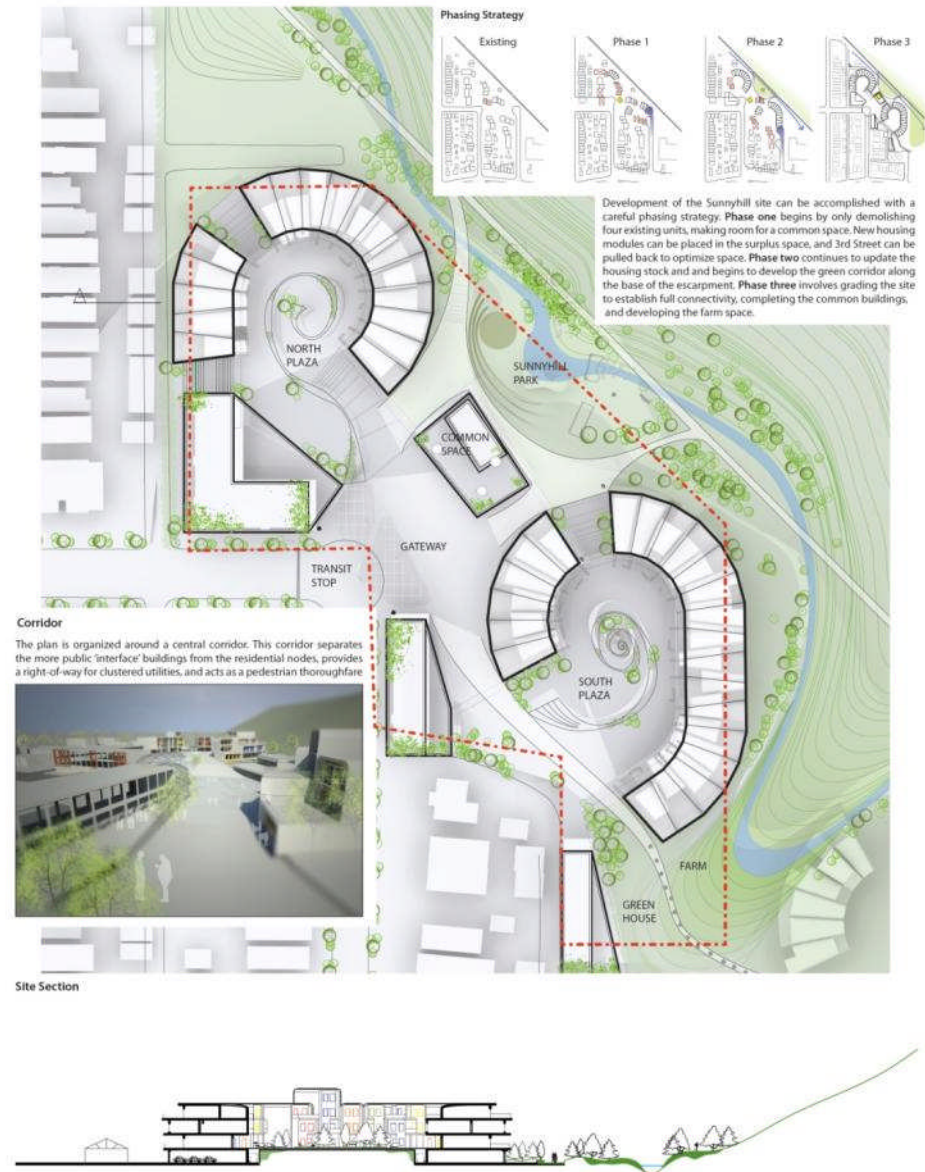 Phasing Strategy
Existing
Phase 1
Phase 2
Phase 3
Development of the Sunnyhill site can be accomplished with a
careful phasing strategy. Phase one begins by only demolishing
four existing units, making room for a common space. New housing
modules can be placed in the surplus space, and 3rd Street can be
pulled back to optimize space. Phase two continues to update the
housing stock and and begins to develop the green corridor along
the base of the escarpment. Phase three involves grading the site
to establish full connectivity, completing the common buildings,
and developing the farm space.
NORTH
PLAZA
SUNNYHILL
PARK
COMMON
SPACE
GATEWAY
TRANSIT
STOP
SOUTH
PLAZA
FARM
GREEN
HOUSE
Corridor
The plan is organized around a central corridor. This corridor separates
the more public 'interface' buildings from the residential nodes, provides
a right-of-way for clustered utilities, and acts as a pedestrian thoroughfare
Site Section